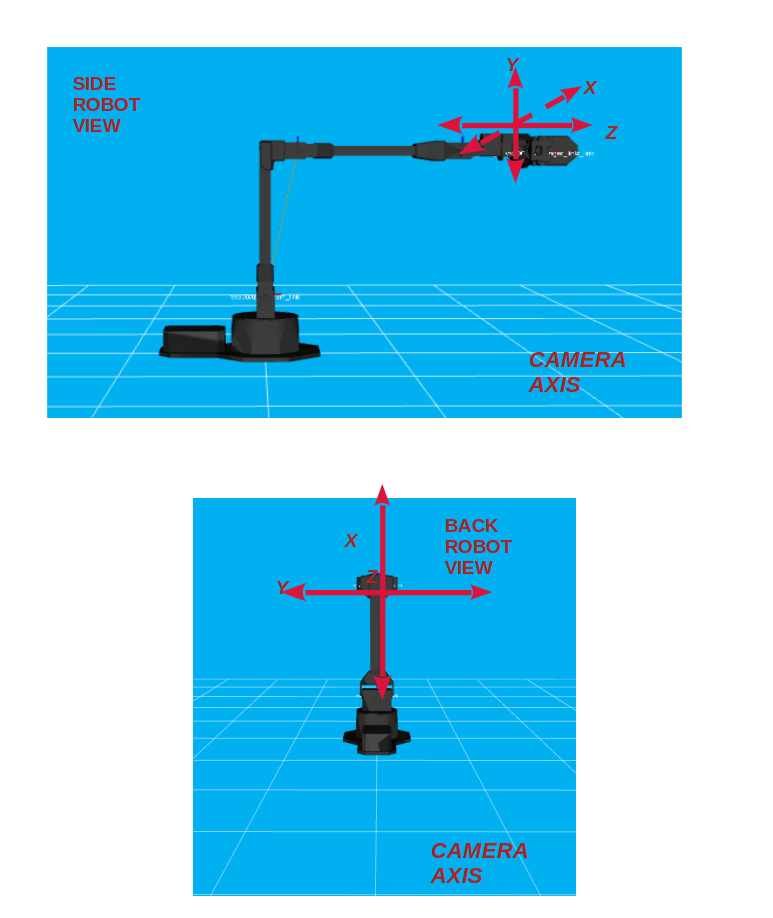 SIDE
ROBOT
VIEW
Y
X
Z
CAMERA
AXIS
BACK
ROBOT
VIEW
X
Z
Y
CAMERA
AXIS